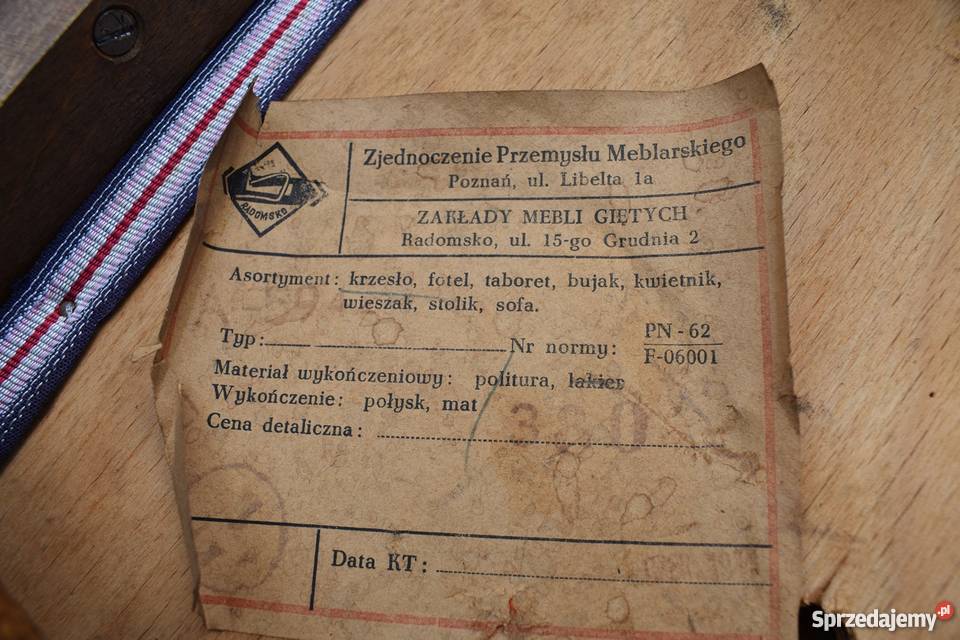 Zjednoczenie Przemysłu Meblarskiego
Poznań, ul. Libelta 1a
RADOMSKO
ZAKŁADY MEBLI GIĘTYCH
Radomsko, ul. 15-go Grudnia 2
Asortyment: krzesło, fotel, taboret, bujak, kwietnik,
wieszak, stolik, sofa.
Typ:
Nr normy: PN-62
F-06001
Materiał wykończeniowy: politura, lakier
Wykończenie: połysk, mat
Cena detaliczna:
Data KT:
Sprzedajemy.pl